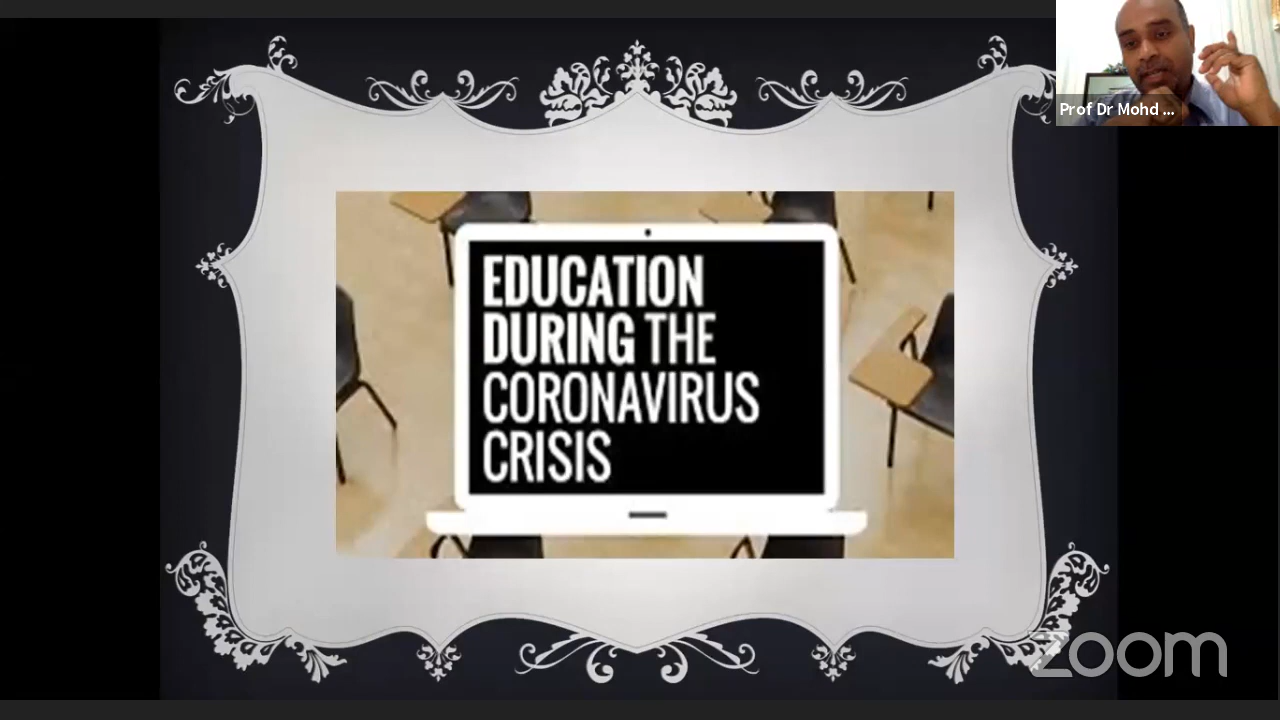 Prof Dr Mohd ...
EDUCATION
DURING THE
CORONAVIRUS
CRISIS
zoom